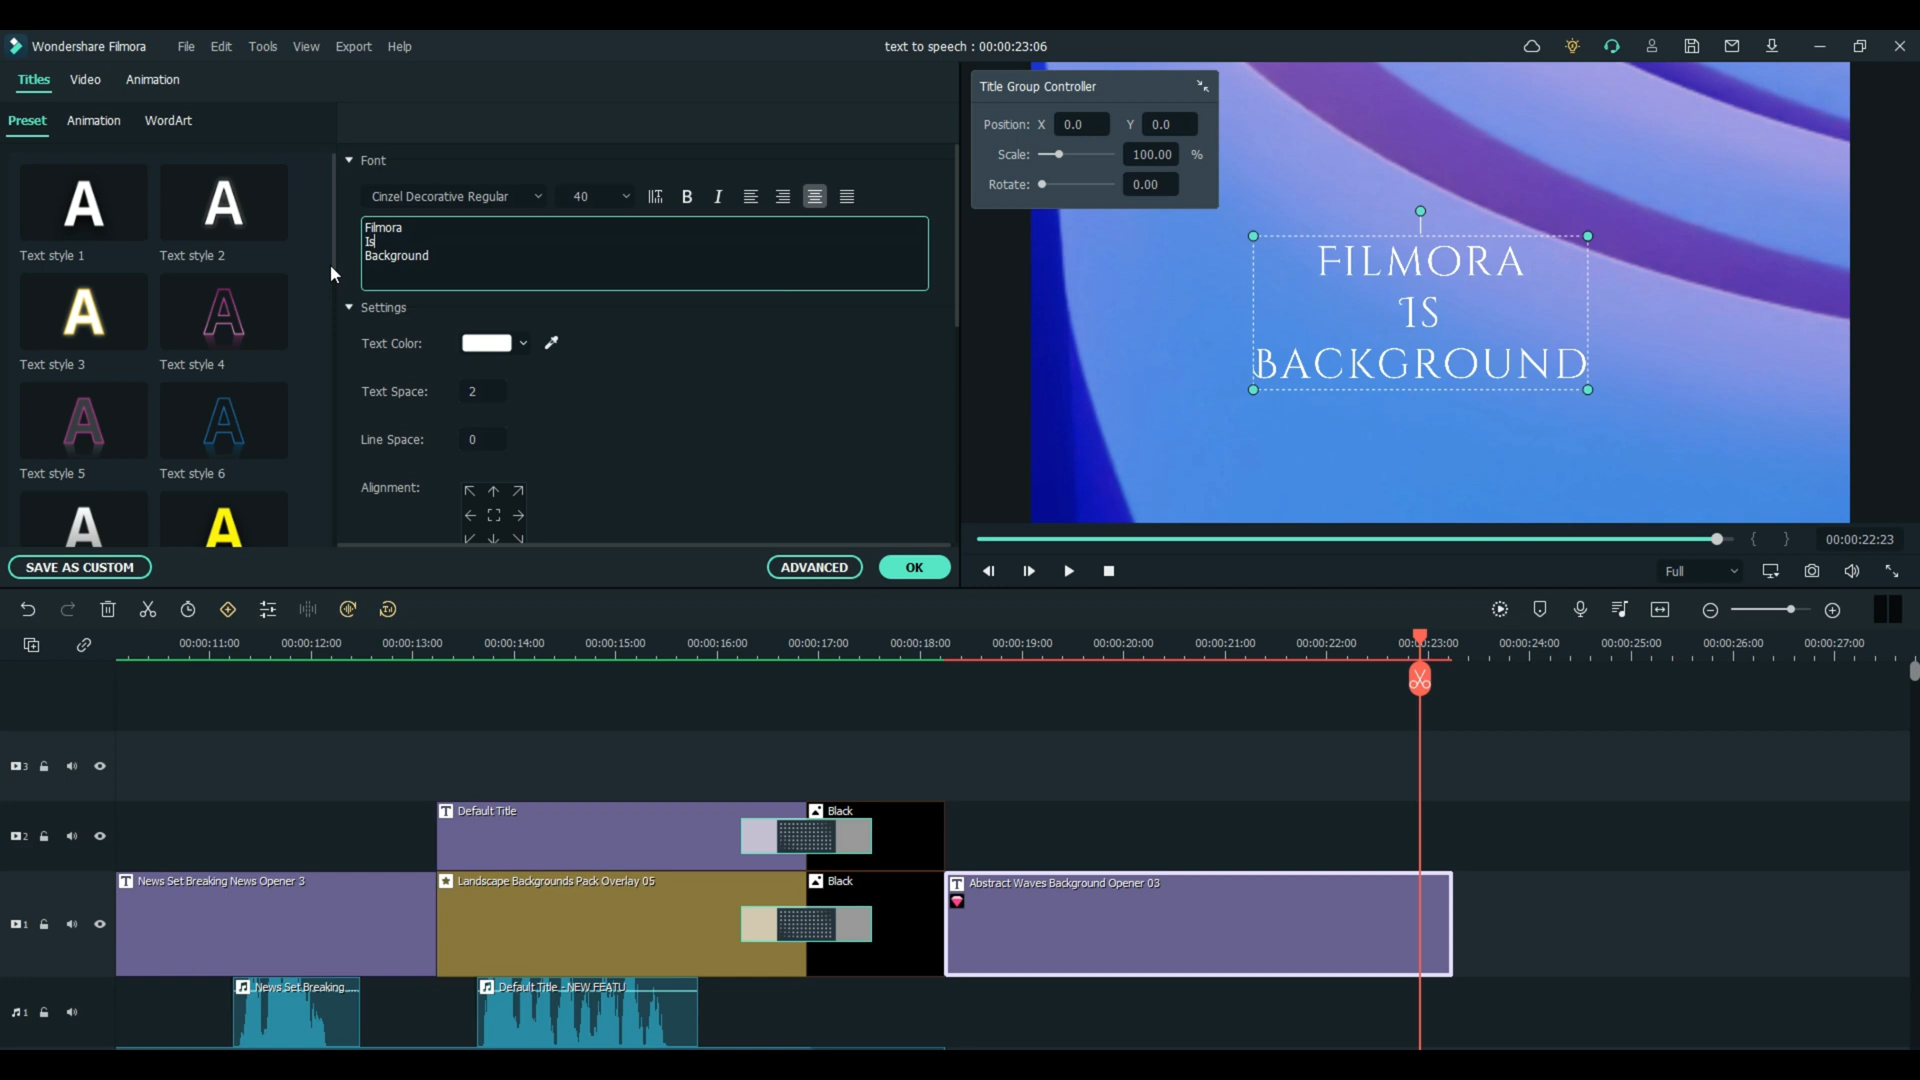 Wondershare Filmora File Edit Tools View Export Help
text to speech : 00:00:23:06
Titles Video Animation
Preset Animation WordArt
A A
Text style 1 Text style 2
A A
Text style 3 Text style 4
A A
Text style 5 Text style 6
A A
SAVE AS CUSTOM
Font
Cinzel Decorative Regular 40 B I
Filmora
Is
Background
Settings
Text Color:
Text Space: 2
Line Space: 0
Alignment:
ADVANCED OK
Title Group Controller
Position: X 0.0 Y 0.0
Scale: 100.00 %
Rotate: 0.00
FILMORA
IS
BACKGROUND
{ } 00:00:22:23
Full
00:00:11:00 00:00:12:00 00:00:13:00 00:00:14:00 00:00:15:00 00:00:16:00 00:00:17:00 00:00:18:00 00:00:19:00 00:00:20:00 00:00:21:00 00:00:22:00 00:00:23:00 00:00:24:00 00:00:25:00 00:00:26:00 00:00:27:00
3
2
T Default Title Black
1
T News Set Breaking News Opener 3 Landscape Backgrounds Pack Overlay 05 Black T Abstract Waves Background Opener 03
1
News Set Breaking.... Default Title - NEW FEATU